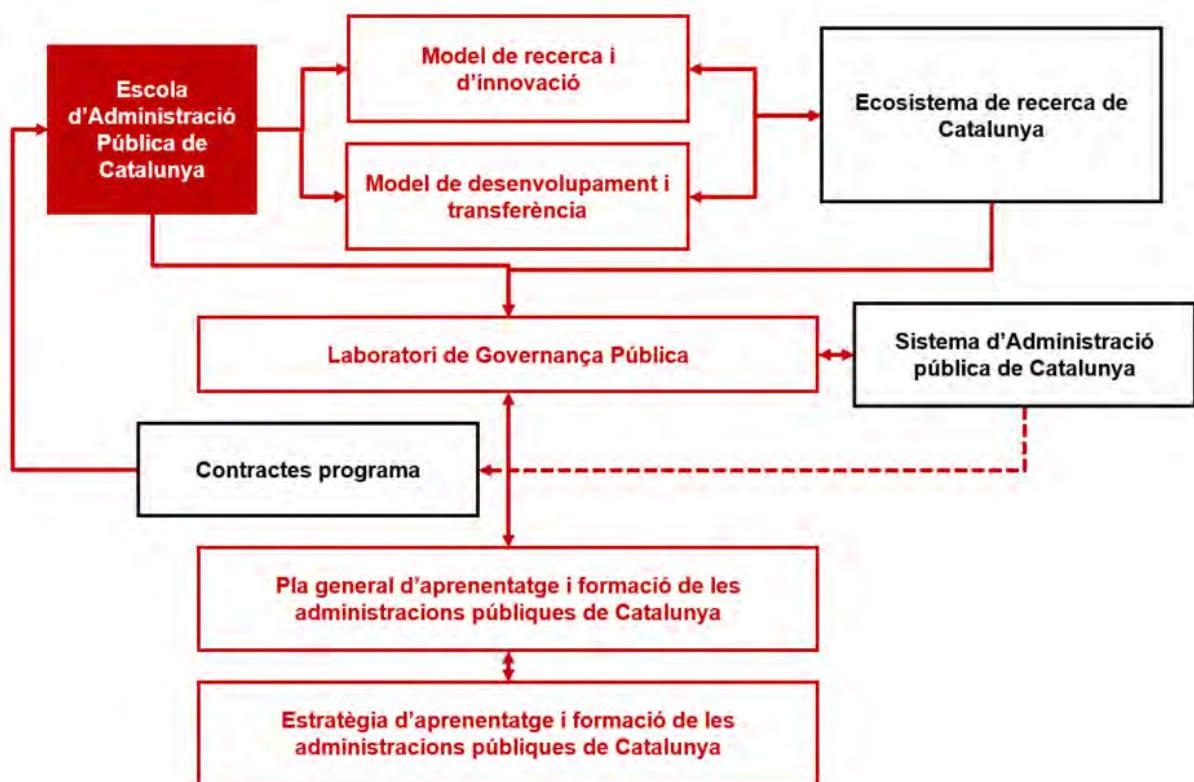 Escola
d'Administració
Pública de
Catalunya
Model de recerca i
d'innovació
Model de desenvolupament i
transferència
Ecosistema de recerca de
Catalunya
Laboratori de Governança Pública
Sistema d'Administració
pública de Catalunya
Contractes programa
Pla general d'aprenentatge i formació de les
administracions públiques de Catalunya
Estratègia d'aprenentatge i formació de les
administracions públiques de Catalunya